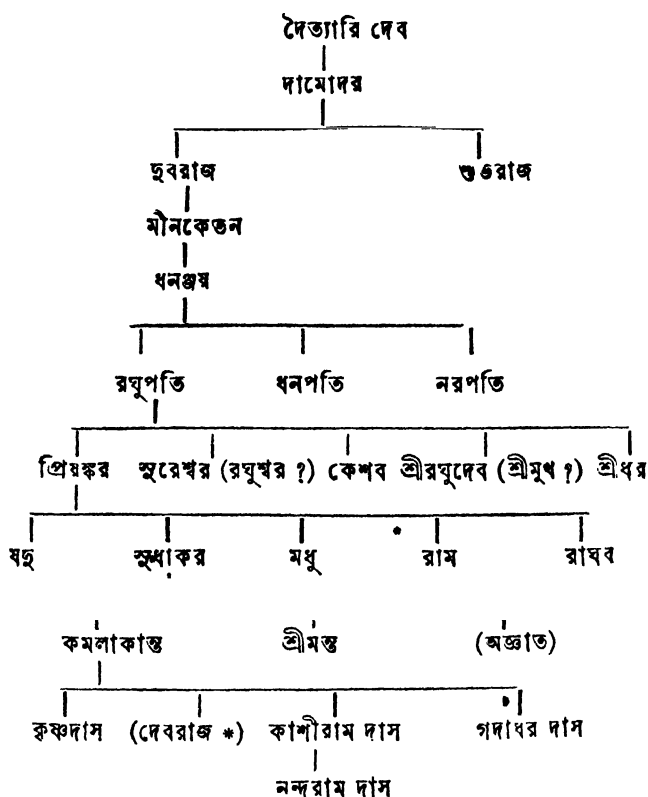 দৈত্যারি দেব
দামোদর
দুবরাজ শুভরাজ
মীনকেতন
ধনঞ্জয়
রঘুপতি ধনপতি নরপতি
প্রিয়ঙ্কর সুরেশ্বর (রঘুশ্বর ?) কেশব শ্রীরঘুদেব (শ্রীমুখ ?) শ্রীধর
ষদু সুধাকর মধু রাম রাঘব
কমলাকান্ত শ্রীমন্ত (অজ্ঞাত)
কৃষ্ণদাস (দেবরাজ *) কাশীরাম দাস গদাধর দাস
নন্দরাম দাস